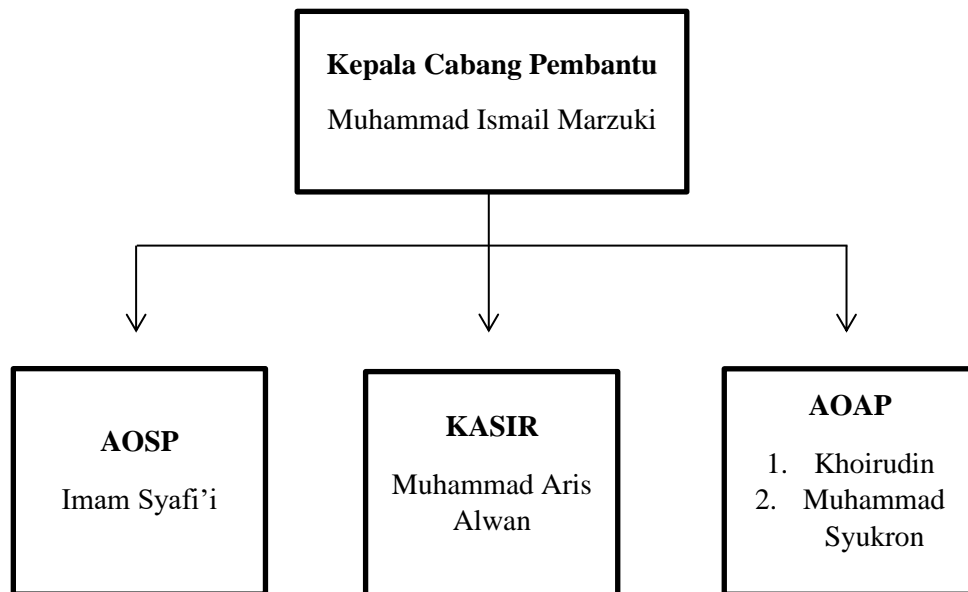 Kepala Cabang Pembantu
Muhammad Ismail Marzuki
AOSP
Imam Syafi’i
KASIR
Muhammad Aris
Alwan
AOAP
1. Khoirudin
2. Muhammad
Syukron